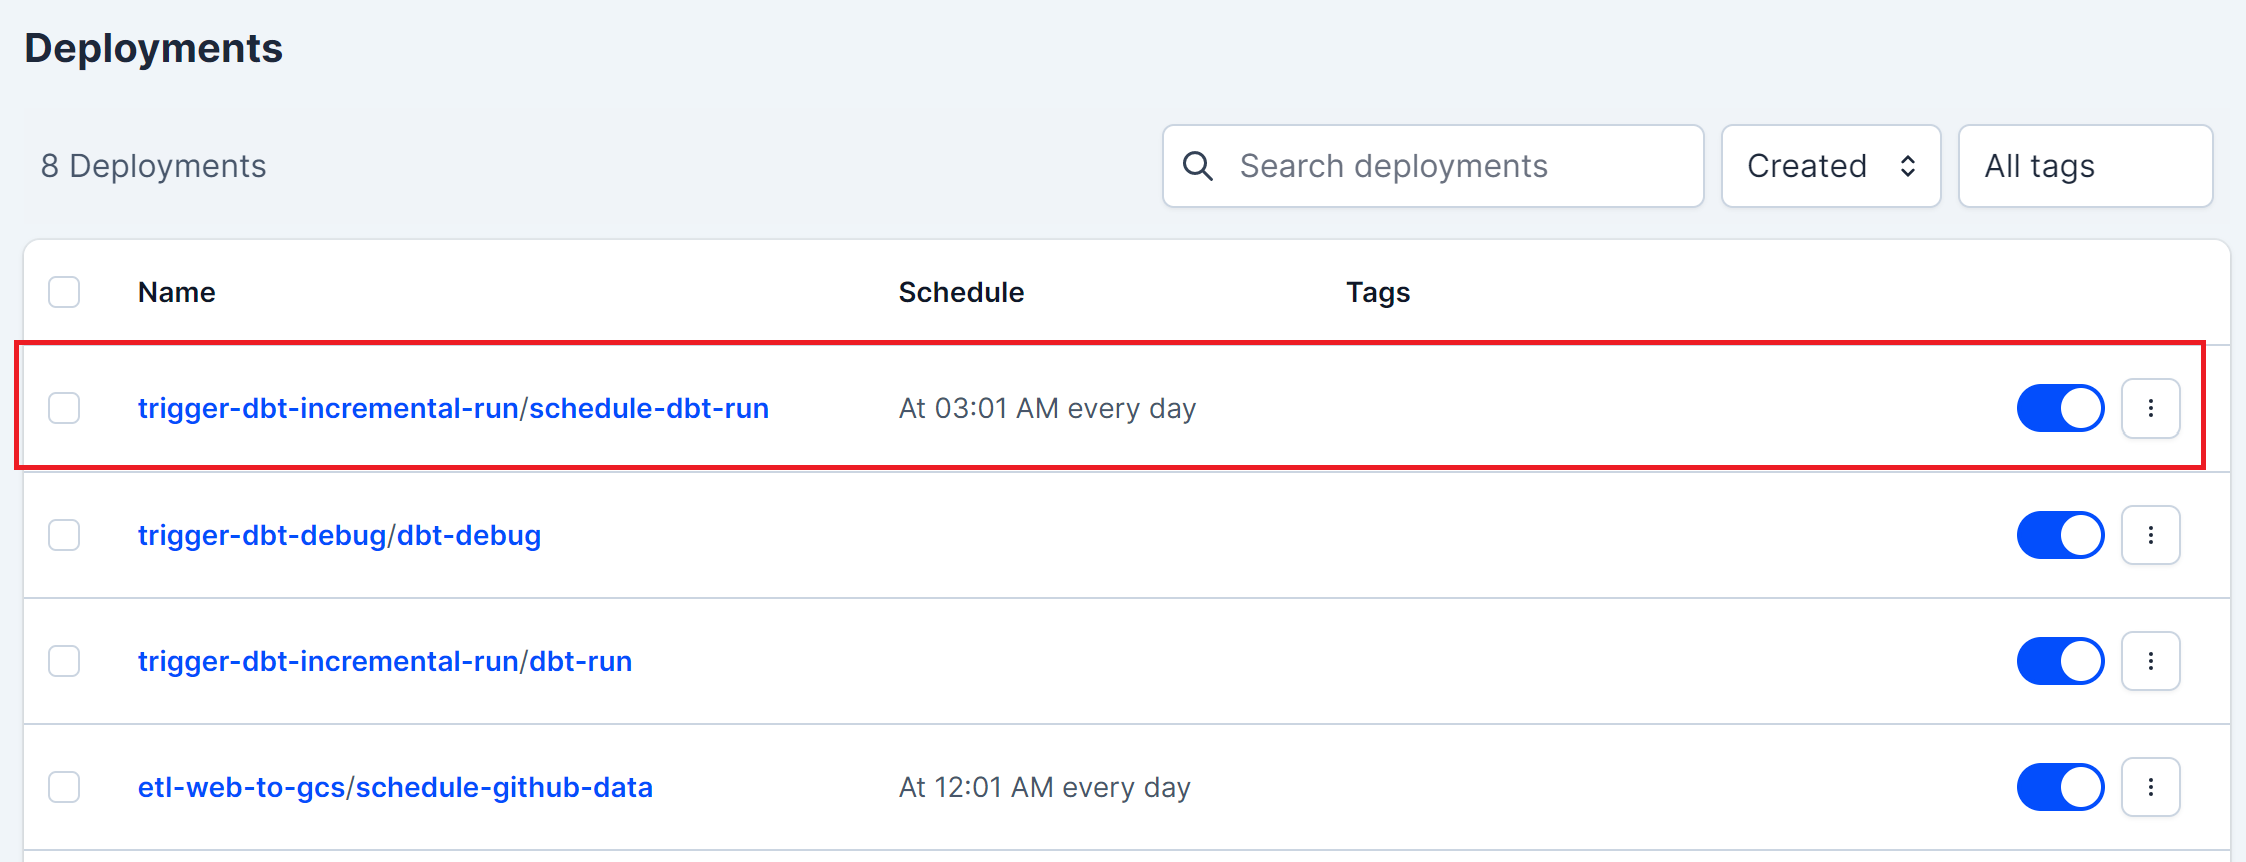 Deployments
8 Deployments
Search deployments
Created
All tags
Name Schedule Tags
trigger-dbt-incremental-run/schedule-dbt-run At 03:01 AM every day
trigger-dbt-debug/dbt-debug
trigger-dbt-incremental-run/dbt-run
etl-web-to-gcs/schedule-github-data At 12:01 AM every day